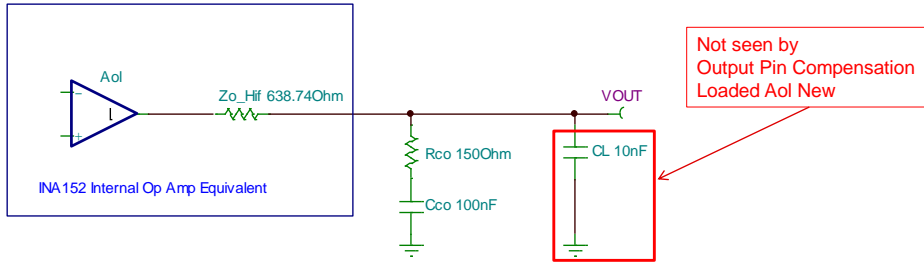 Not seen by
Output Pin Compensation
Loaded Aol New
Aol
Zo_Hif 638.74Ohm
VOUT
-
+
Rco 150Ohm
CL 10nF
INA152 Internal Op Amp Equivalent
Cco 100nF